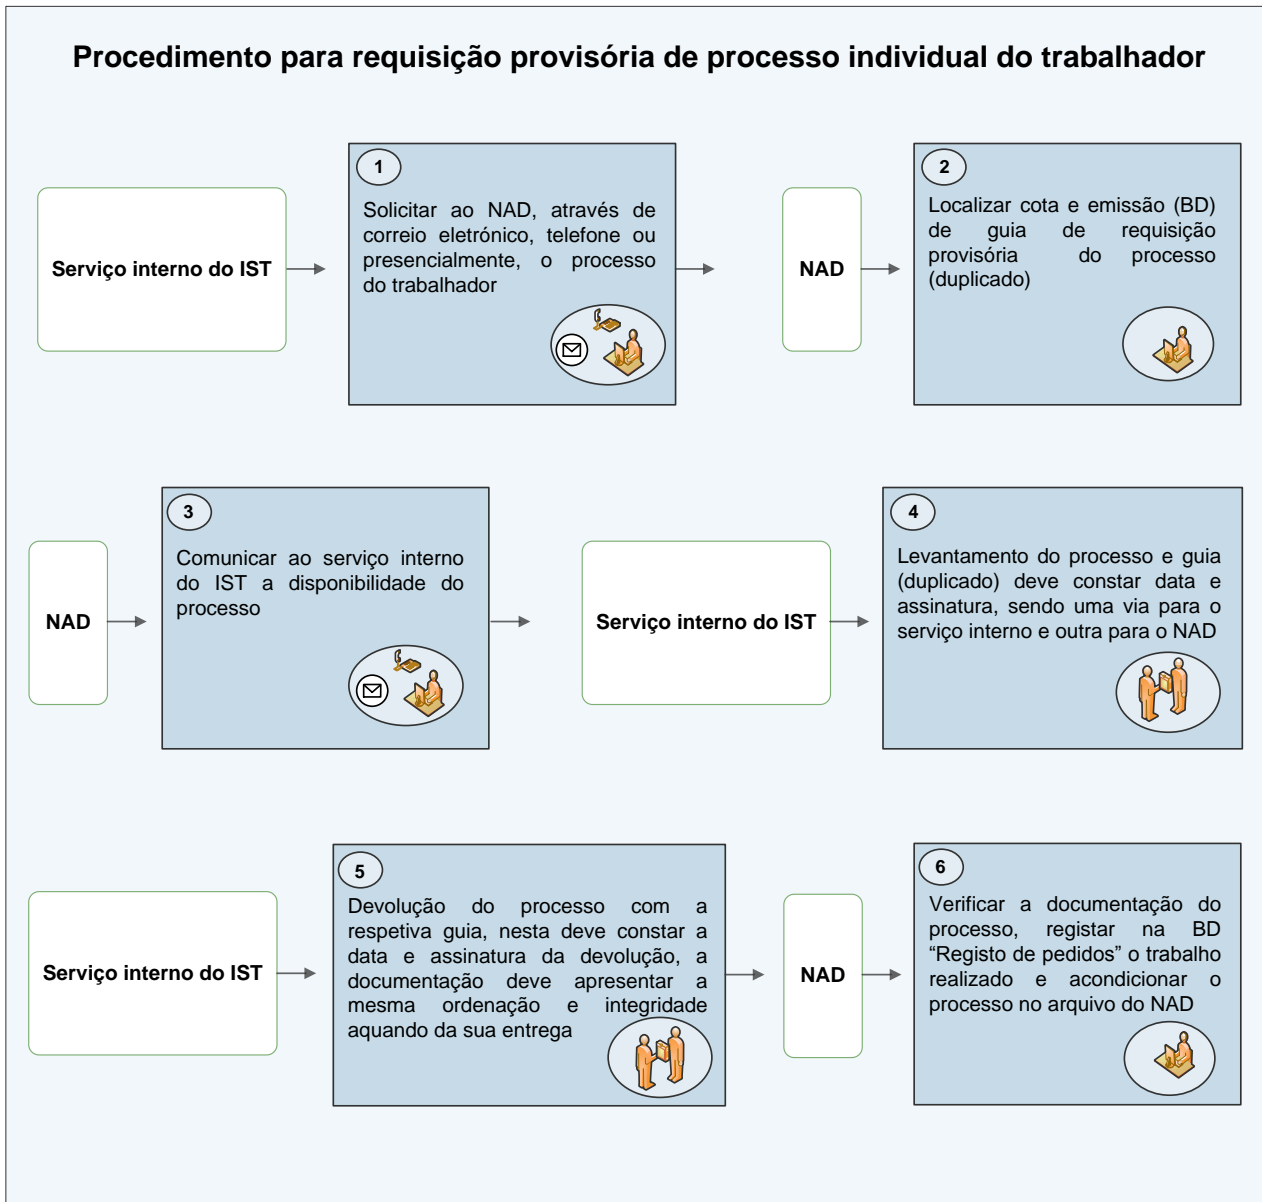 Procedimento para requisição provisória de processo individual do trabalhador
Serviço interno do IST
1
Solicitar ao NAD, através de
correio eletrónico, telefone ou
presencialmente, o processo
do trabalhador
NAD
2
Localizar cota e emissão (BD)
de guia de requisição
provisória do processo
(duplicado)
NAD
3
Comunicar ao serviço interno
do IST a disponibilidade do
processo
Serviço interno do IST
4
Levantamento do processo e guia
(duplicado) deve constar data e
assinatura, sendo uma via para o
serviço interno e outra para o NAD
Serviço interno do IST
5
Devolução do processo com a
respetiva guia, nesta deve constar a
data e assinatura da devolução, a
documentação deve apresentar a
mesma ordenação e integridade
aquando da sua entrega
NAD
6
Verificar a documentação do
processo, registar na BD
“Registo de pedidos” o trabalho
realizado e acondicionar o
processo no arquivo do NAD